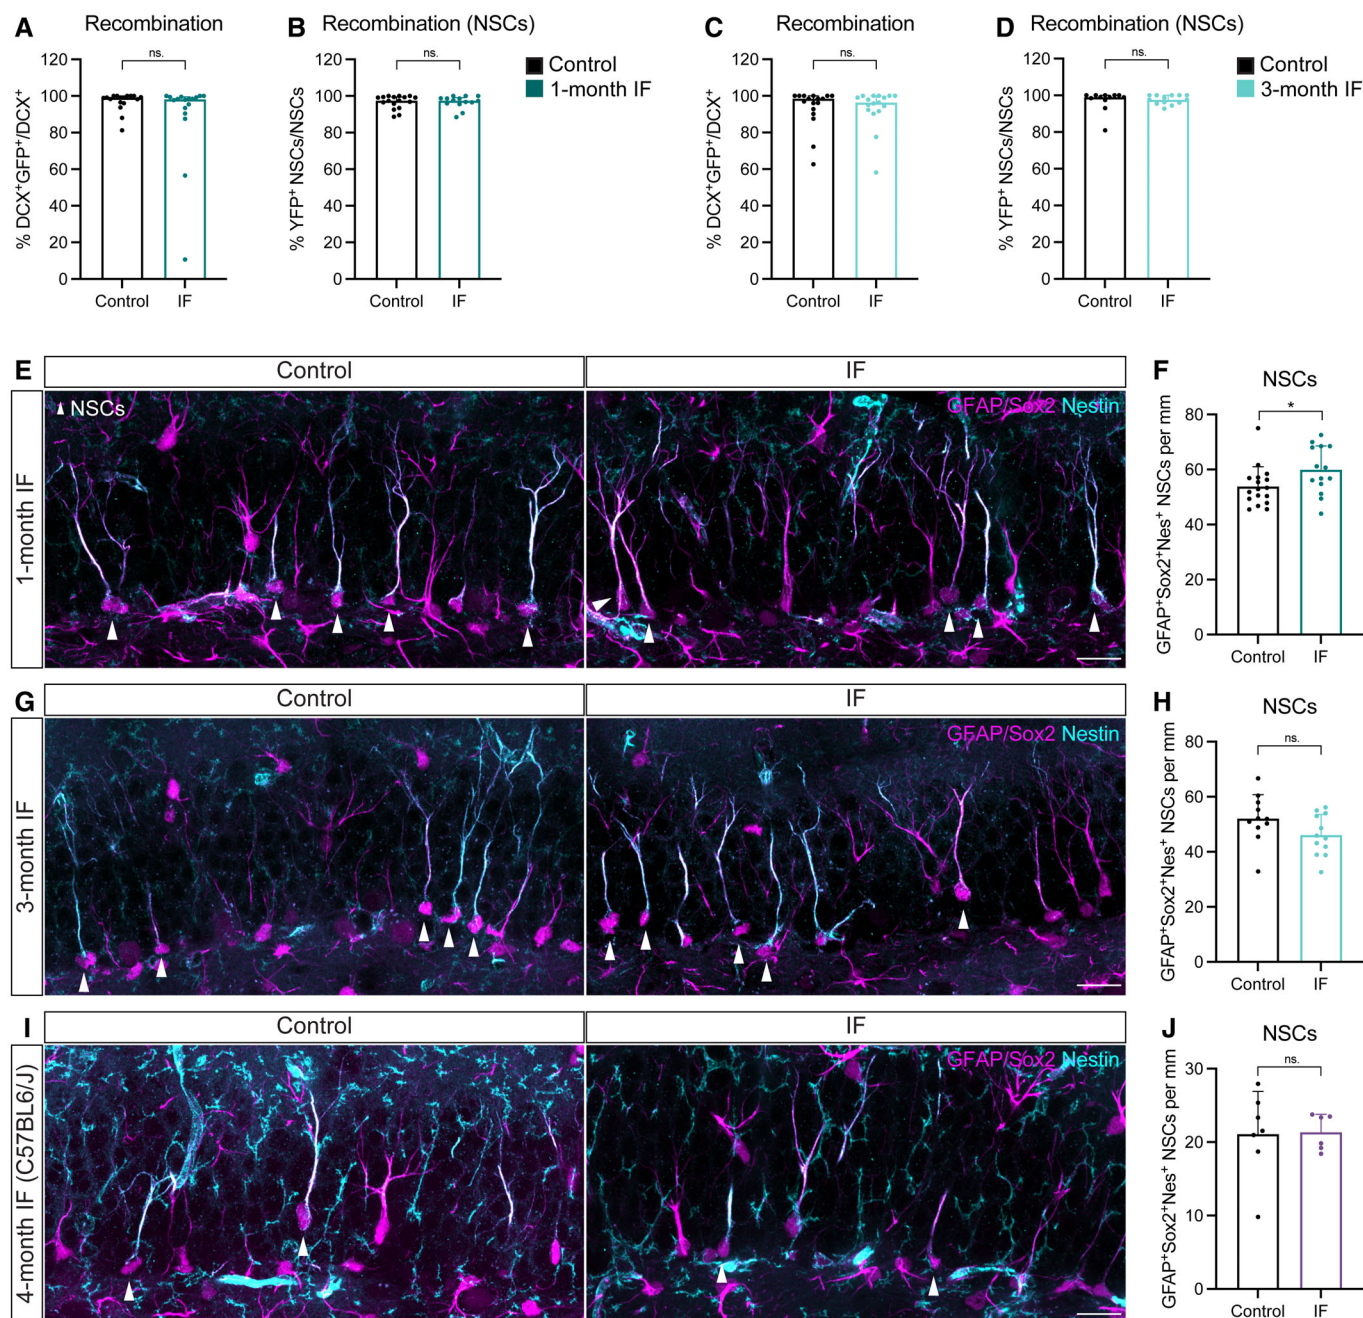 A Recombination
B Recombination (NSCs)
C Recombination
D Recombination (NSCs)
% DCX⁺GFP⁺/DCX⁺
120
100
80
60
40
20
0
ns.
Control IF
% YFP⁺ NSCs/NSCs
120
100
80
60
40
20
0
ns.
Control IF
Control
1-month IF
% DCX⁺GFP⁺/DCX⁺
120
100
80
60
40
20
0
ns.
Control IF
% YFP⁺ NSCs/NSCs
120
100
80
60
40
20
0
ns.
Control IF
Control
3-month IF
E Control IF
1-month IF
NSCs
GFAP/Sox2 Nestin
F NSCs
GFAP⁺Sox2⁺Nes⁺ NSCs per mm
80
60
40
20
0
*
Control IF
G Control IF
3-month IF
GFAP/Sox2 Nestin
H NSCs
GFAP⁺Sox2⁺Nes⁺ NSCs per mm
80
60
40
20
0
ns.
Control IF
I Control IF
4-month IF (C57BL6/J)
GFAP/Sox2 Nestin
J NSCs
GFAP⁺Sox2⁺Nes⁺ NSCs per mm
30
20
10
0
ns.
Control IF